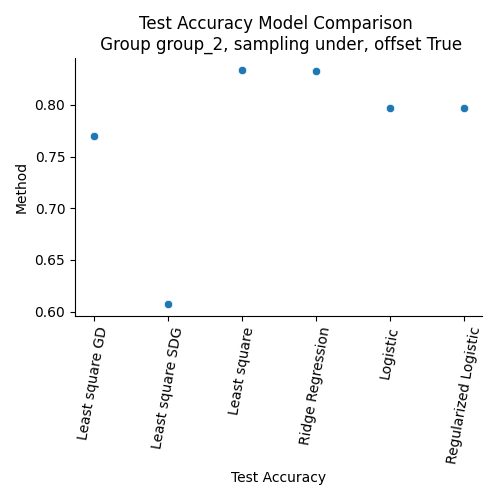 Test Accuracy Model Comparison
Group group_2, sampling under, offset True
Method
0.80
0.75
0.70
0.65
0.60
Least square GD
Least square SDG
Least square
Ridge Regression
Logistic
Regularized Logistic
Test Accuracy